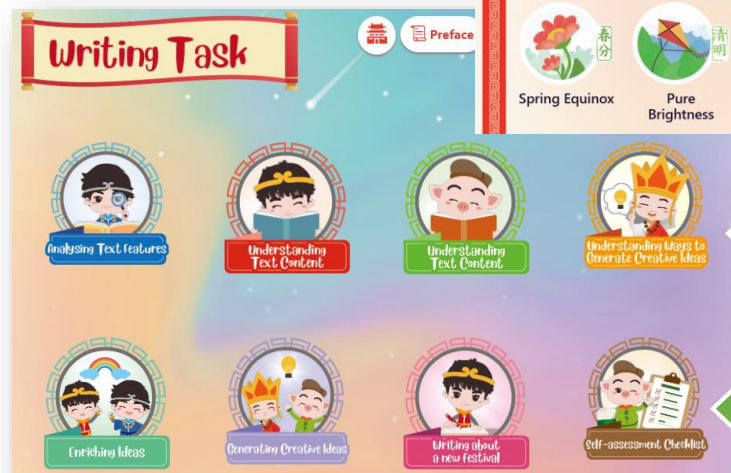 Writing Task
Preface
春分
清明
Spring Equinox
Pure
Brightness
Analysing Text Features
Understanding
Text Content
Understanding
Text Content
Understanding Ways to
Generate Creative Ideas
Enriching Ideas
Generating Creative Ideas
Writing about
a new festival
Self-assessment Checklist